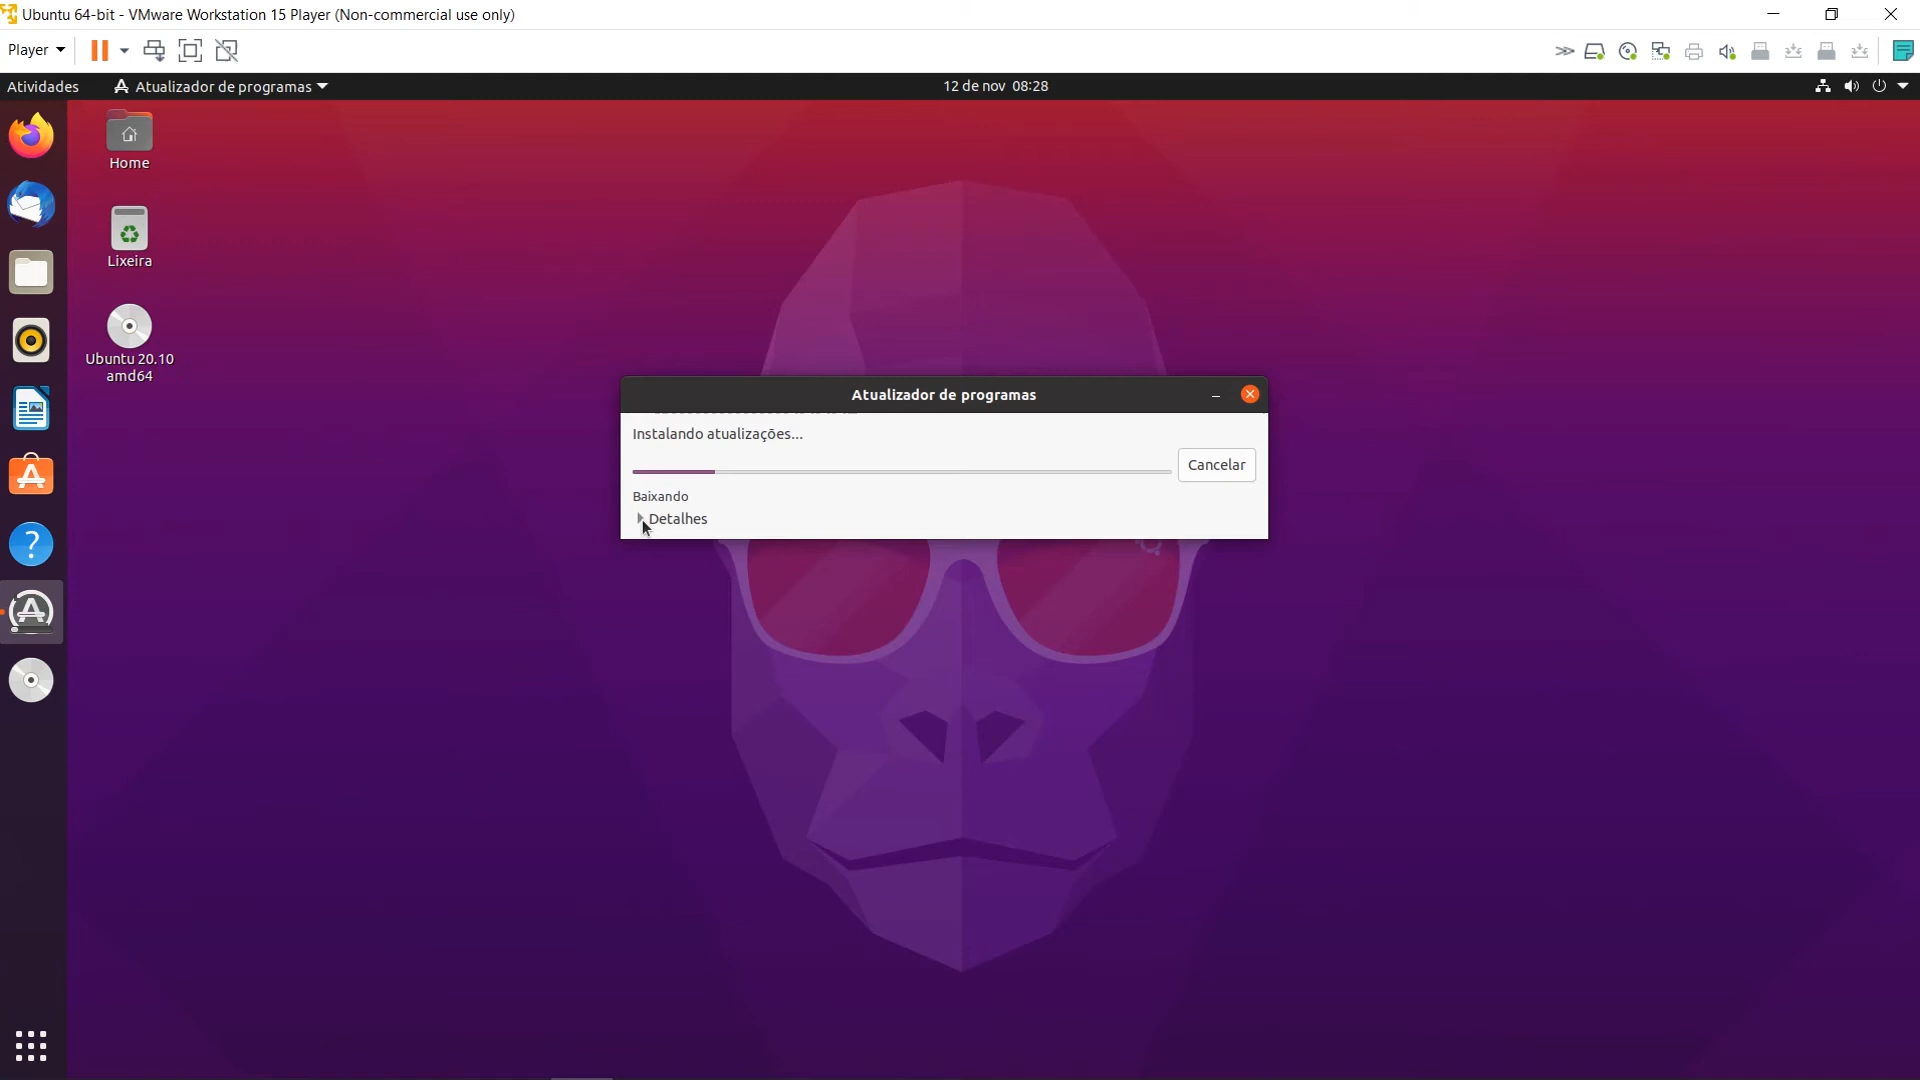 Ubuntu 64-bit - VMware Workstation 15 Player (Non-commercial use only)
Player
Atividades
Atualizador de programas
12 de nov 08:28
Home
Lixeira
Ubuntu 20.10
amd64
Atualizador de programas
Instalando atualizações...
Cancelar
Baixando
Detalhes